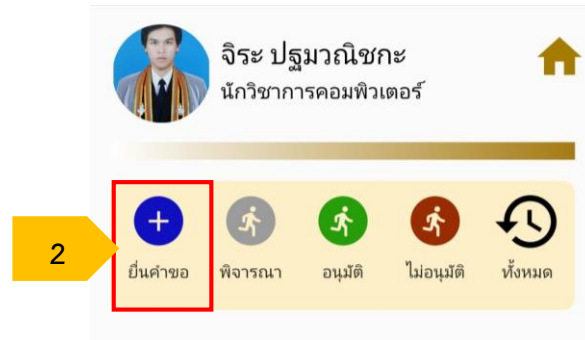 จิระ ปฐมวณิชกะ
นักวิชาการคอมพิวเตอร์
2
ยื่นคำขอ พิจารณา อนุมัติ ไม่อนุมัติ ทั้งหมด